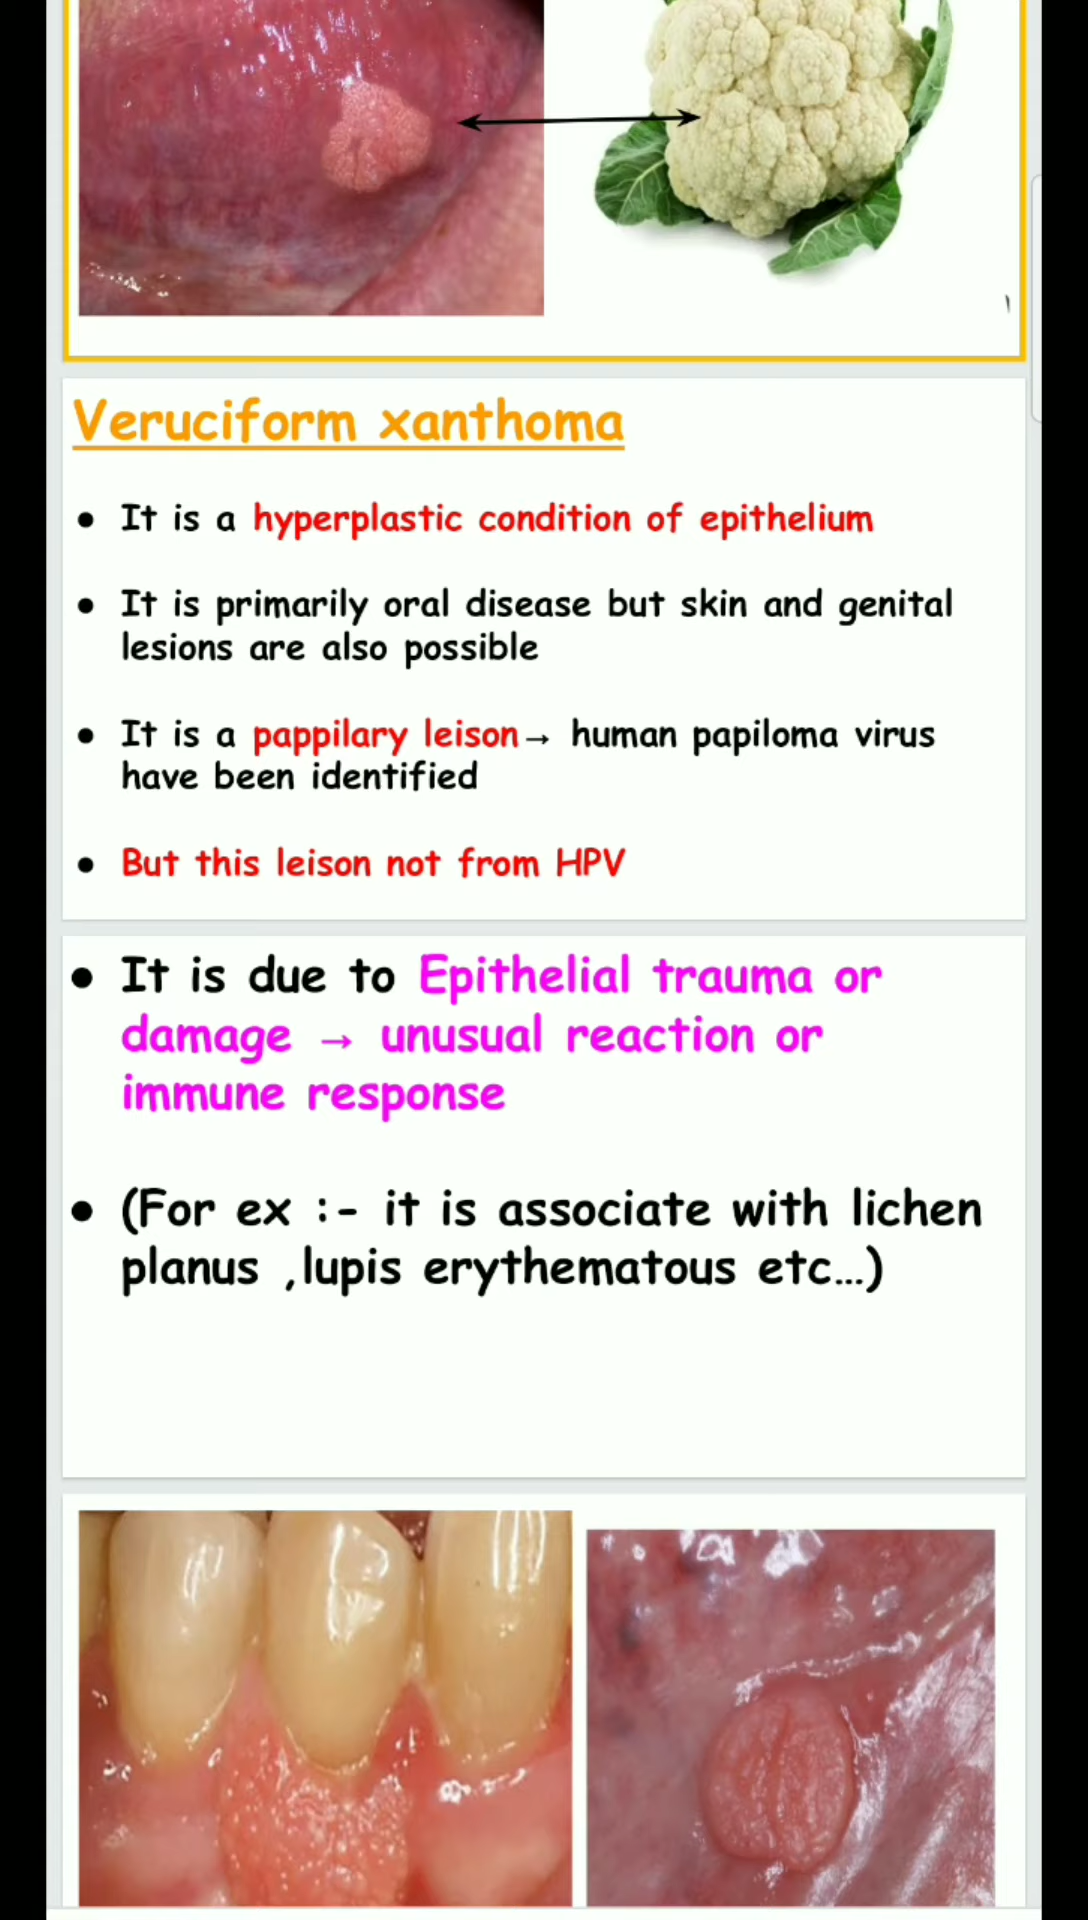 Veruciform xanthoma
• It is a hyperplastic condition of epithelium
• It is primarily oral disease but skin and genital
lesions are also possible
• It is a pappilary leison→ human papiloma virus
have been identified
• But this leison not from HPV
• It is due to Epithelial trauma or
damage → unusual reaction or
immune response
• (For ex :- it is associate with lichen
planus ,lupis erythematous etc...)